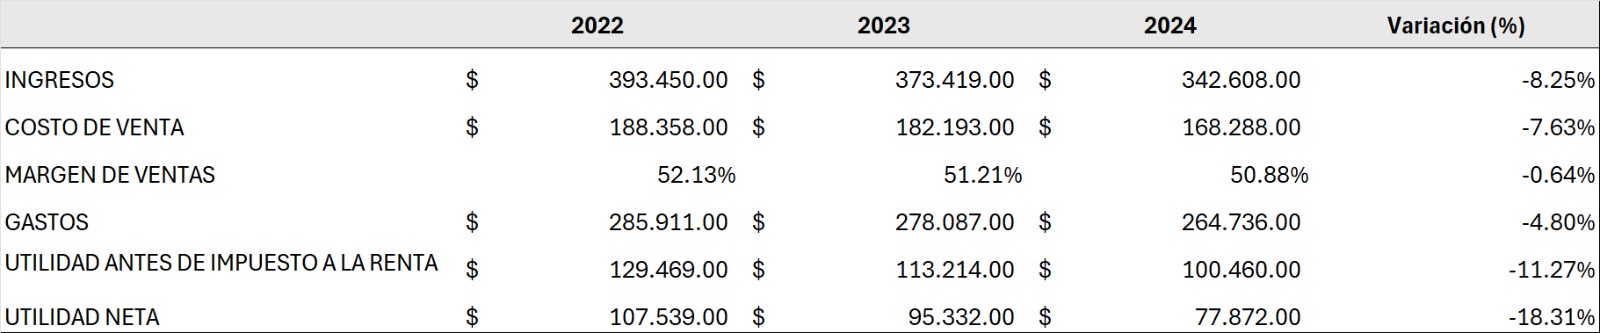 2022 2023 2024 Variación (%)
INGRESOS $ 393.450.00 $ 373.419.00 $ 342.608.00 -8.25%
COSTO DE VENTA $ 188.358.00 $ 182.193.00 $ 168.288.00 -7.63%
MARGEN DE VENTAS 52.13% 51.21% 50.88% -0.64%
GASTOS $ 285.911.00 $ 278.087.00 $ 264.736.00 -4.80%
UTILIDAD ANTES DE IMPUESTO A LA RENTA $ 129.469.00 $ 113.214.00 $ 100.460.00 -11.27%
UTILIDAD NETA $ 107.539.00 $ 95.332.00 $ 77.872.00 -18.31%